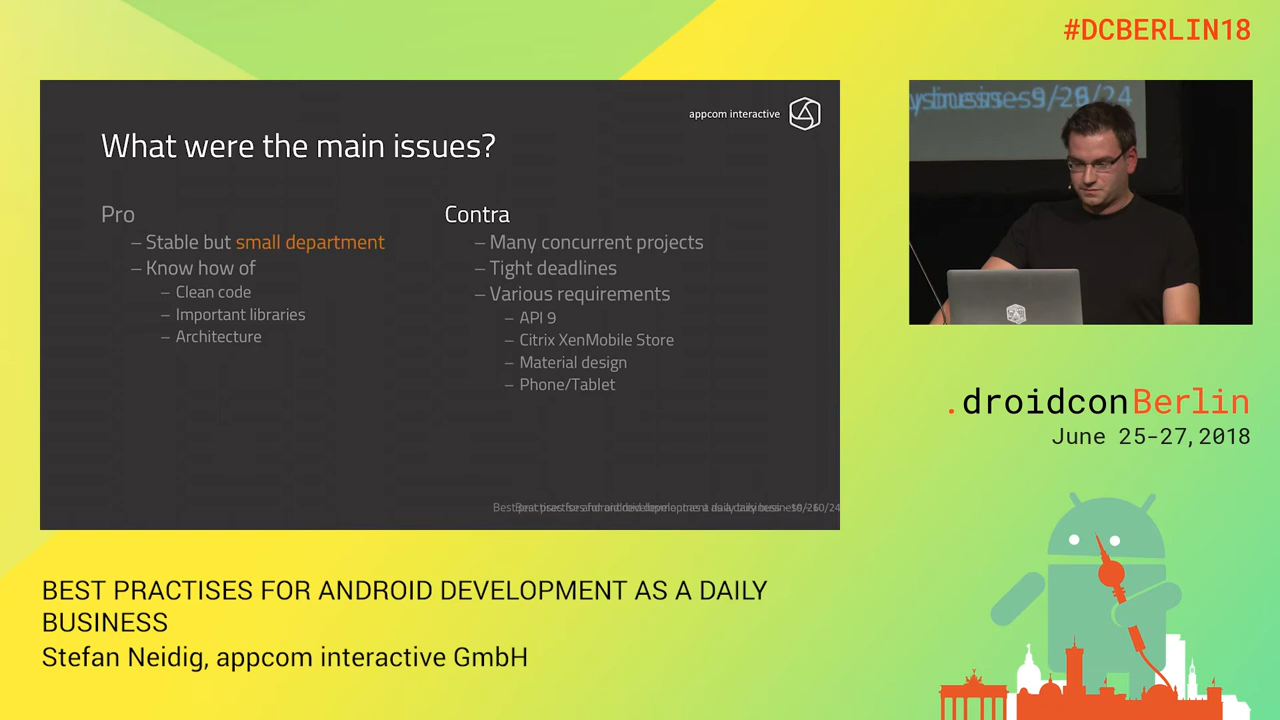 #DCBERLIN18
appcom interactive
What were the main issues?
Pro
– Stable but small department
– Know how of
– Clean code
– Important libraries
– Architecture
Contra
– Many concurrent projects
– Tight deadlines
– Various requirements
– API 9
– Citrix XenMobile Store
– Material design
– Phone/Tablet
.droidconBerlin
June 25-27, 2018
BEST PRACTISES FOR ANDROID DEVELOPMENT AS A DAILY
BUSINESS
Stefan Neidig, appcom interactive GmbH